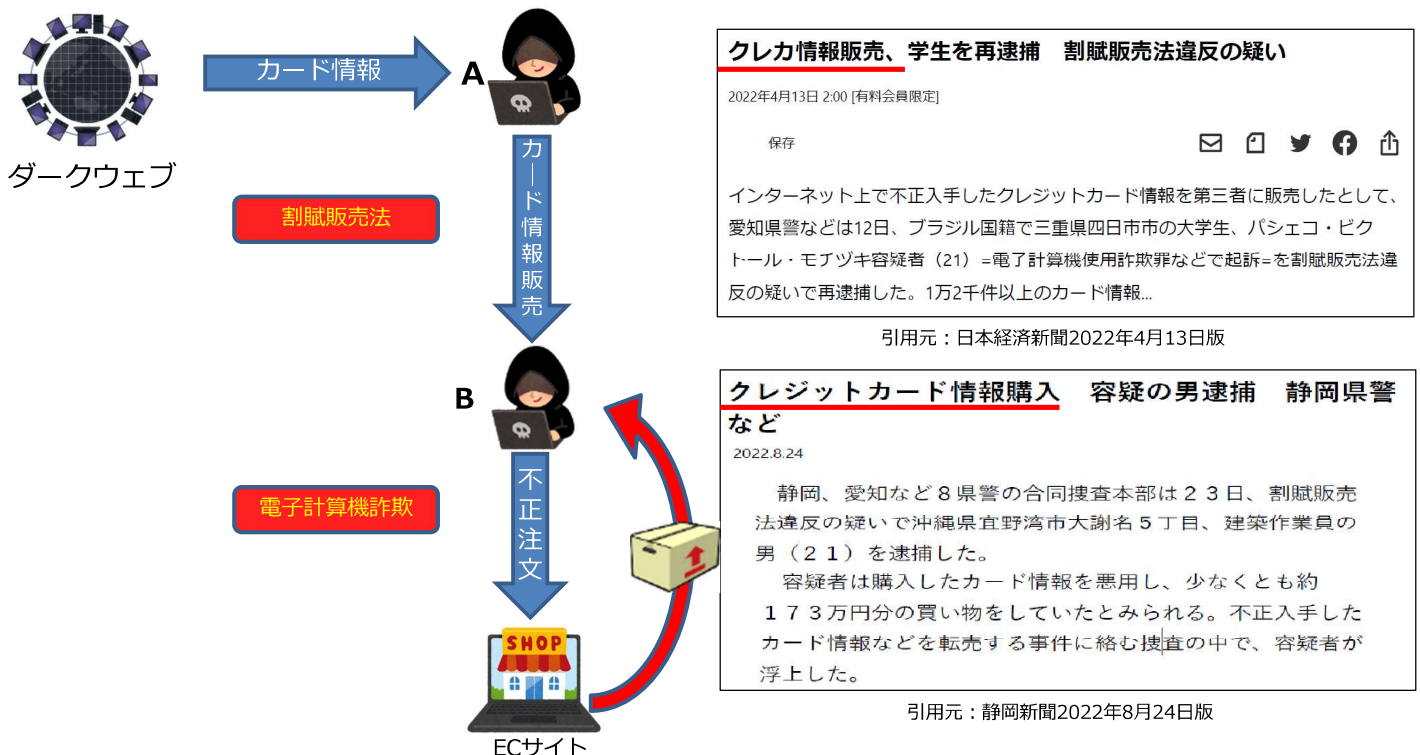 ダークウェブ
カード情報
A
カード情報販売
割賦販売法
B
電子計算機詐欺
不正注文
SHOP
ECサイト
クレカ情報販売、学生を再逮捕　割賦販売法違反の疑い
2022年4月13日 2:00 [有料会員限定]
保存
インターネット上で不正入手したクレジットカード情報を第三者に販売したとして、
愛知県警などは12日、ブラジル国籍で三重県四日市市の大学生、パシェコ・ビク
トール・モチヅキ容疑者（21）=電子計算機使用詐欺罪などで起訴=を割賦販売法違
反の疑いで再逮捕した。1万2千件以上のカード情報...
引用元：日本経済新聞2022年4月13日版
クレジットカード情報購入　容疑の男逮捕　静岡県警
など
2022.8.24
静岡、愛知など８県警の合同捜査本部は２３日、割賦販売
法違反の疑いで沖縄県宜野湾市大謝名５丁目、建築作業員の
男（２１）を逮捕した。
容疑者は購入したカード情報を悪用し、少なくとも約
１７３万円分の買い物をしていたとみられる。不正入手した
カード情報などを転売する事件に絡む捜査の中で、容疑者が
浮上した。
引用元：静岡新聞2022年8月24日版